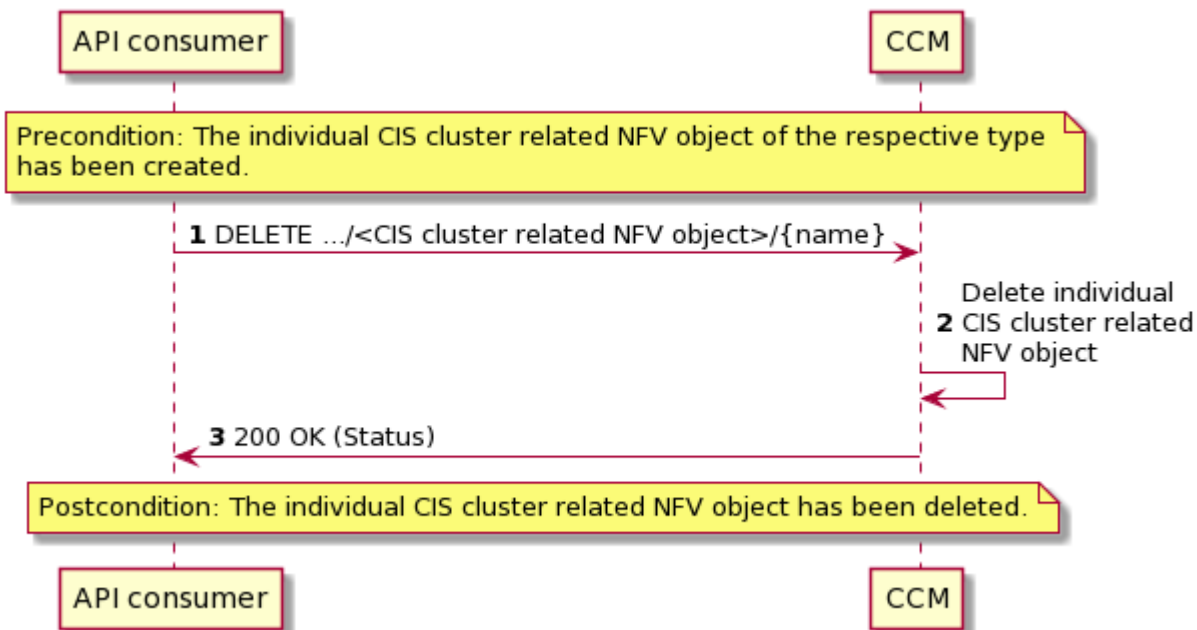 API consumer CCM
Precondition: The individual CIS cluster related NFV object of the respective type
has been created.
1 DELETE .../<CIS cluster related NFV object>/{name}
Delete individual
2 CIS cluster related
NFV object
3 200 OK (Status)
Postcondition: The individual CIS cluster related NFV object has been deleted.
API consumer CCM